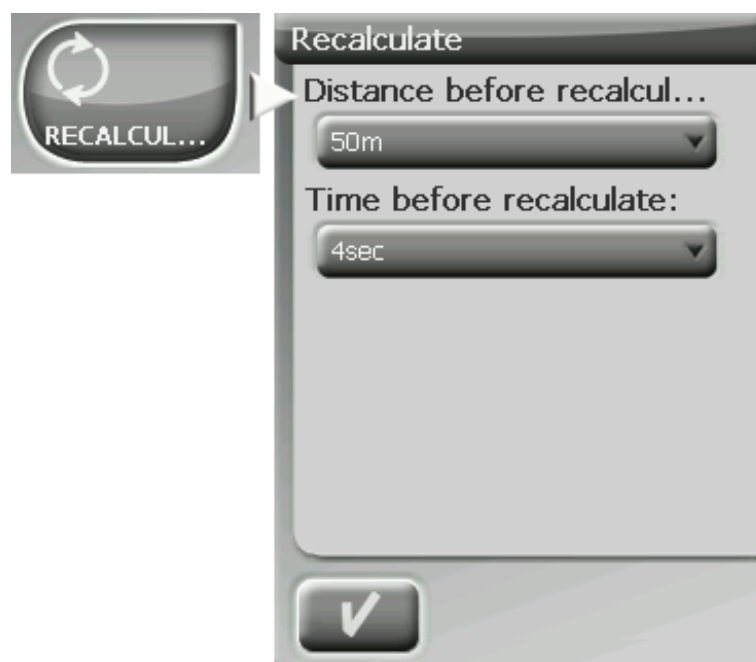 RECALCUL...
Recalculate
Distance before recalcul...
50m
Time before recalculate:
4sec